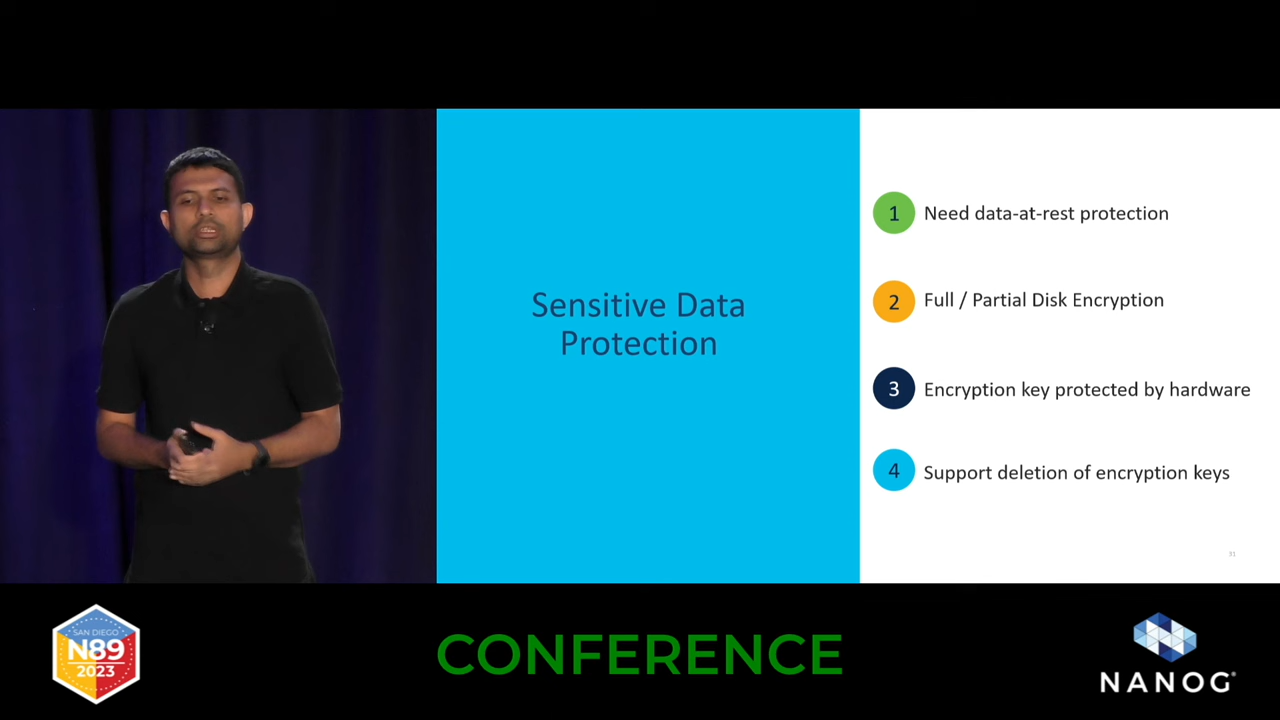 Sensitive Data
Protection
1 Need data-at-rest protection
2 Full / Partial Disk Encryption
3 Encryption key protected by hardware
4 Support deletion of encryption keys
31
SAN DIEGO
N89
2023
CONFERENCE
NANOG